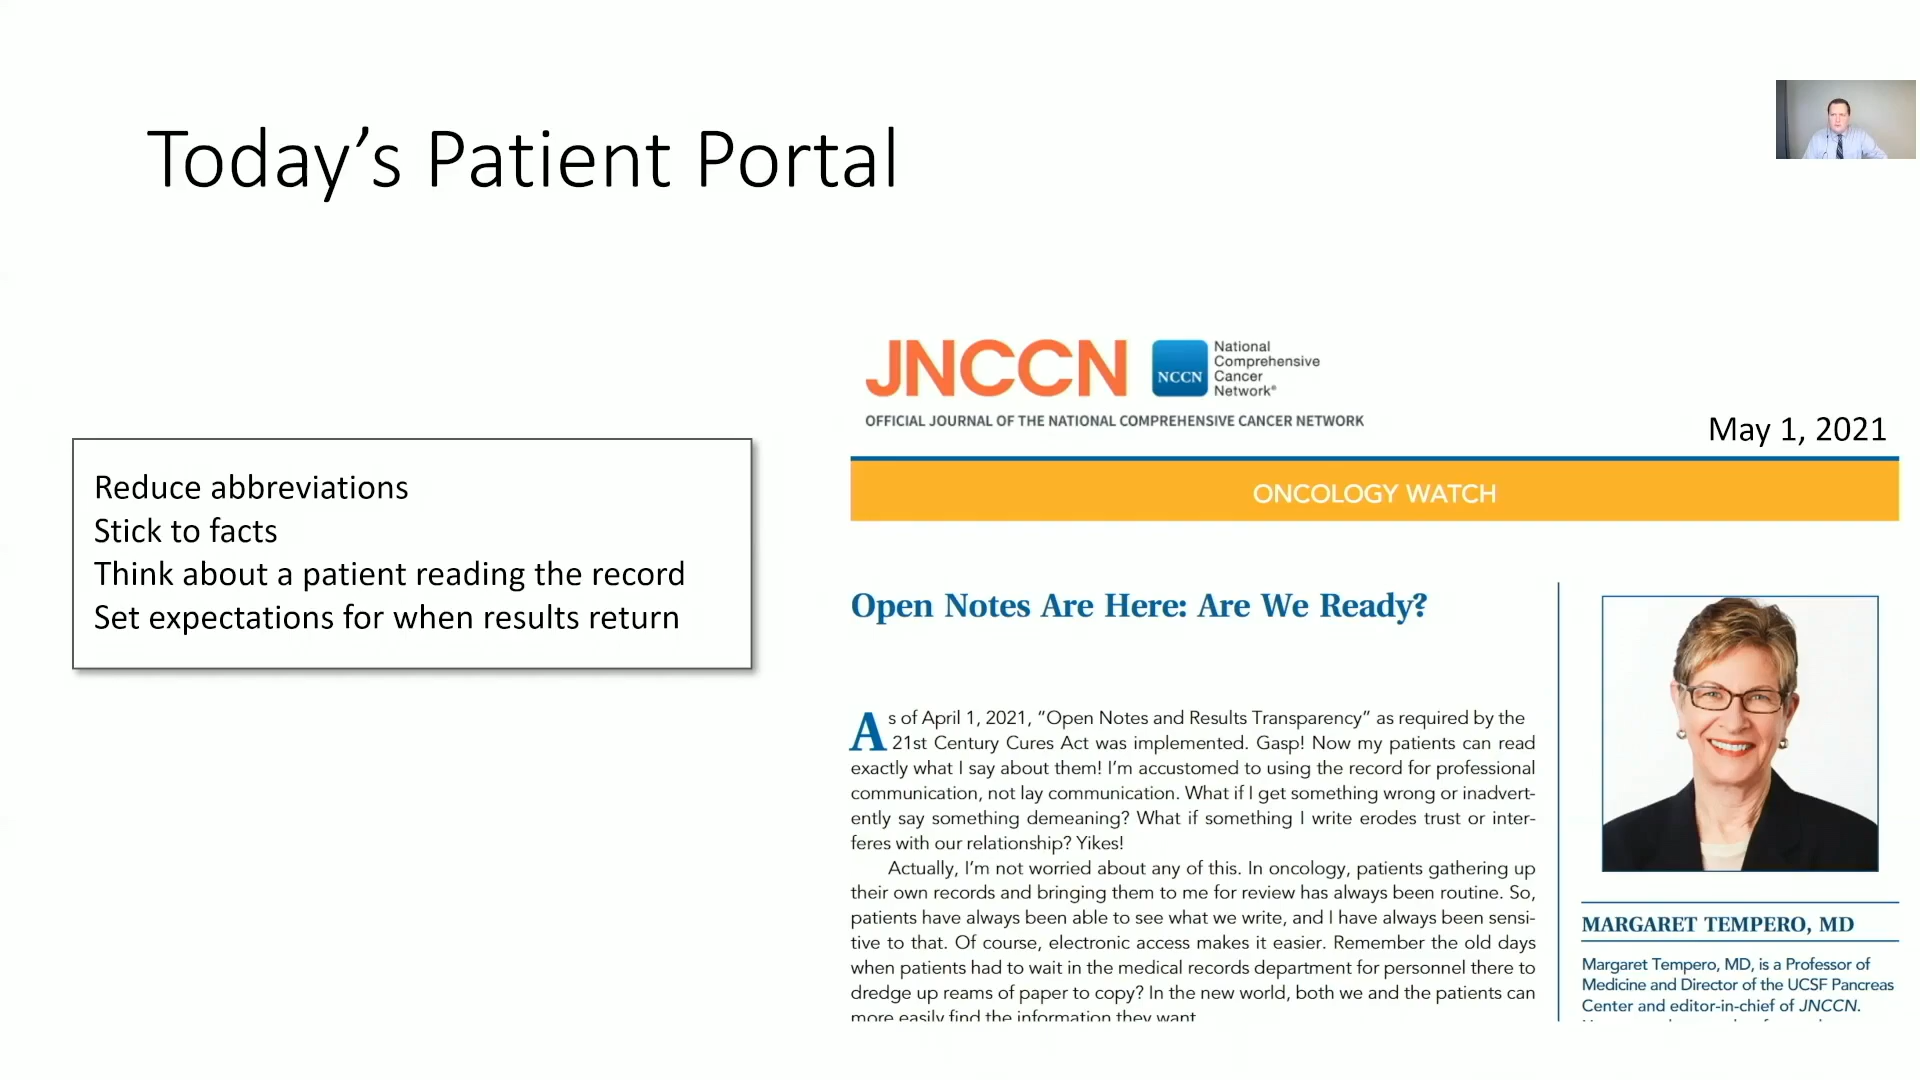 Today’s Patient Portal
Reduce abbreviations
Stick to facts
Think about a patient reading the record
Set expectations for when results return
JNCCN
NCCN
National
Comprehensive
Cancer
Network®
OFFICIAL JOURNAL OF THE NATIONAL COMPREHENSIVE CANCER NETWORK
May 1, 2021
ONCOLOGY WATCH
Open Notes Are Here: Are We Ready?
As of April 1, 2021, “Open Notes and Results Transparency” as required by the
21st Century Cures Act was implemented. Gasp! Now my patients can read
exactly what I say about them! I’m accustomed to using the record for professional
communication, not lay communication. What if I get something wrong or inadvert-
ently say something demeaning? What if something I write erodes trust or inter-
feres with our relationship? Yikes!
Actually, I’m not worried about any of this. In oncology, patients gathering up
their own records and bringing them to me for review has always been routine. So,
patients have always been able to see what we write, and I have always been sensi-
tive to that. Of course, electronic access makes it easier. Remember the old days
when patients had to wait in the medical records department for personnel there to
dredge up reams of paper to copy? In the new world, both we and the patients can
more easily find the information they want
MARGARET TEMPERO, MD
Margaret Tempero, MD, is a Professor of
Medicine and Director of the UCSF Pancreas
Center and editor-in-chief of JNCCN.